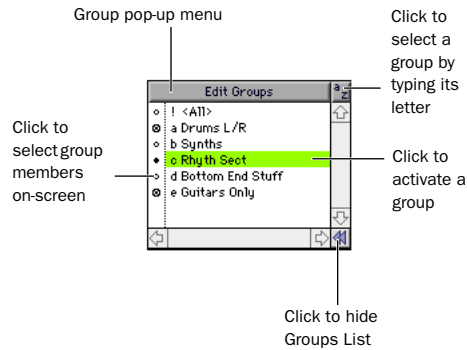 Group pop-up menu
Click to
select a
group by
typing its
letter
Edit Groups
a
z
! <All>
a Drums L/R
b Synths
c Rhyth Sect
d Bottom End Stuff
e Guitars Only
Click to
select group
members
on-screen
Click to
activate a
group
Click to hide
Groups List